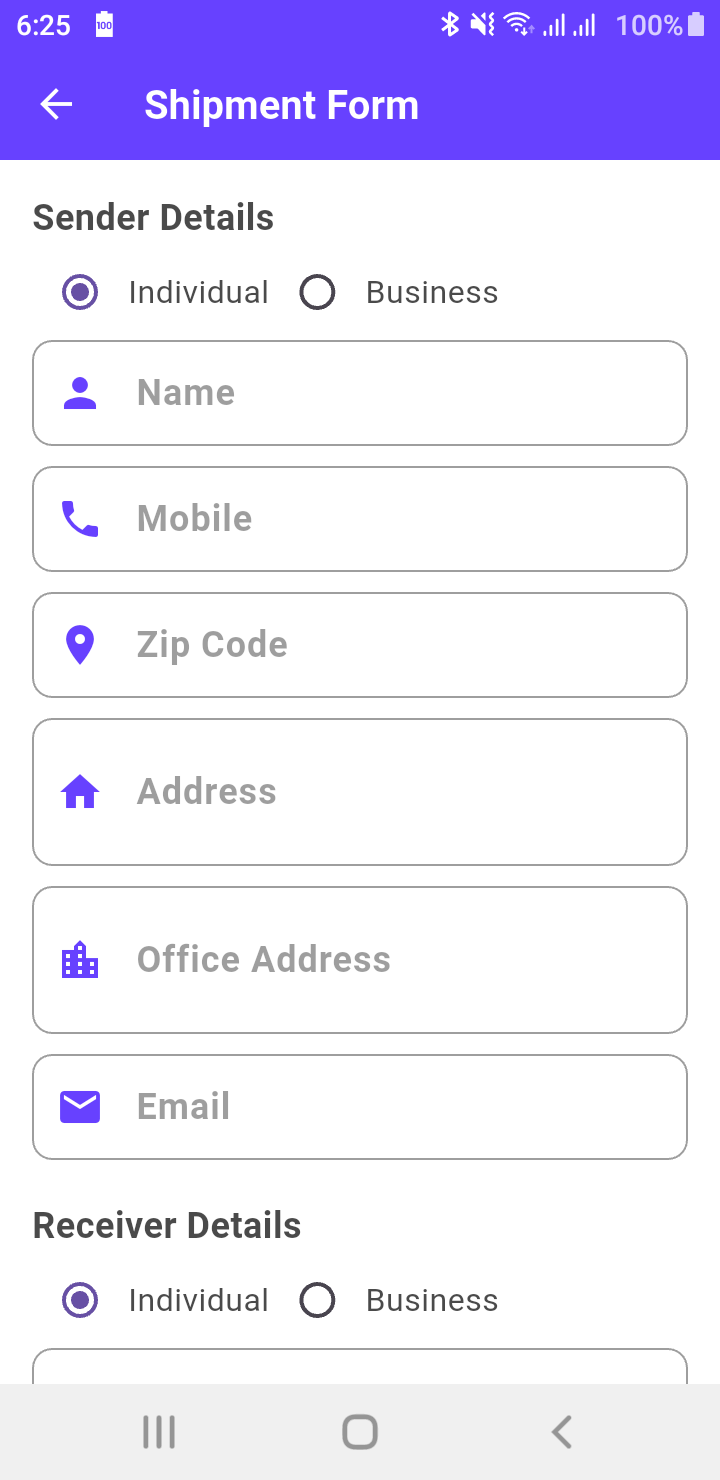 6:25
100
100%
Shipment Form
Sender Details
Individual
Business
Name
Mobile
Zip Code
Address
Office Address
Email
Receiver Details
Individual
Business